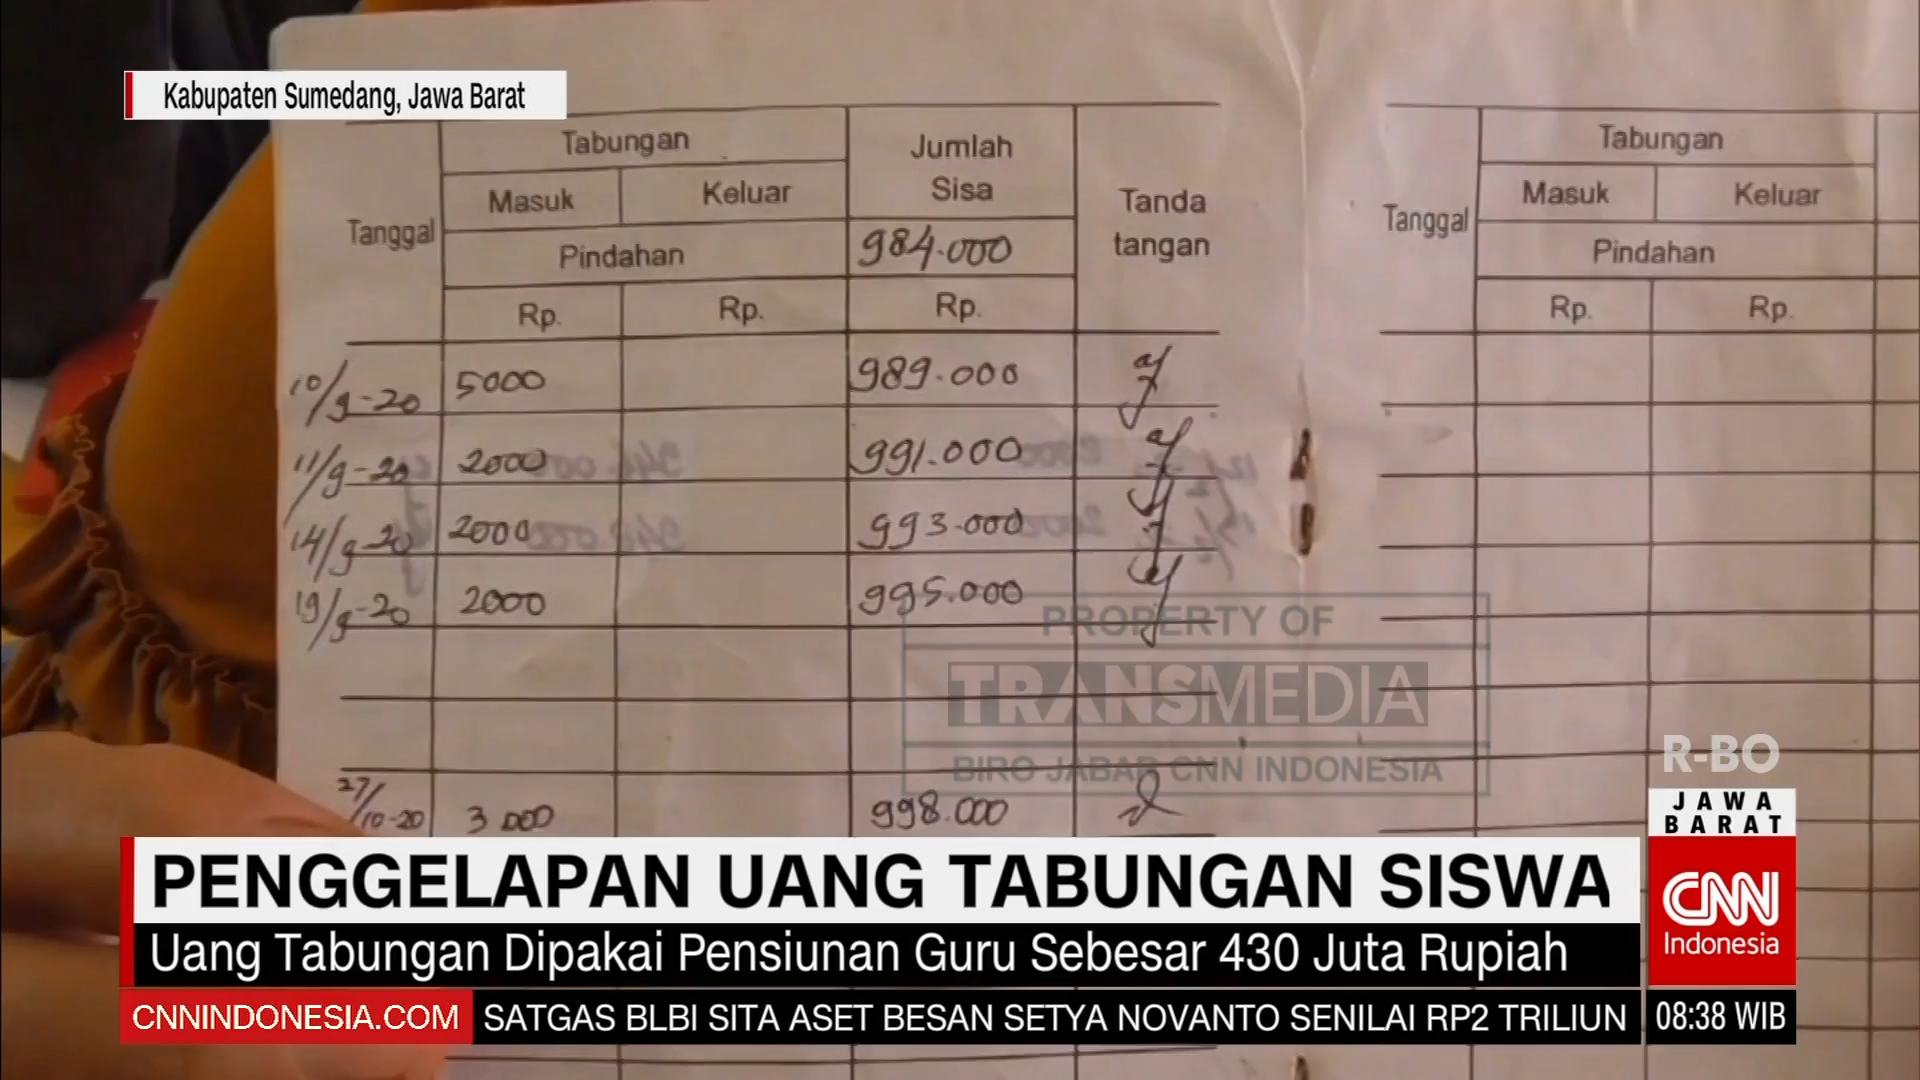 Kabupaten Sumedang, Jawa Barat
Tanggal
Tabungan
Masuk Keluar
Pindahan
Rp. Rp.
Jumlah
Sisa
984.000
Rp.
Tanda
tangan
10/9-20 5000 989.000
11/9-20 2000 991.000
14/9-20 2000 993.000
19/9-20 2000 995.000
27/10-20 3.000 998.000
Tanggal
Tabungan
Masuk Keluar
Pindahan
Rp. Rp.
PROPERTY OF
TRANSMEDIA
BIRO JABAR CNN INDONESIA
R-BO
JAWA
BARAT
CNN
Indonesia
PENGGELAPAN UANG TABUNGAN SISWA
Uang Tabungan Dipakai Pensiunan Guru Sebesar 430 Juta Rupiah
CNNINDONESIA.COM SATGAS BLBI SITA ASET BESAN SETYA NOVANTO SENILAI RP2 TRILIUN 08:38 WIB